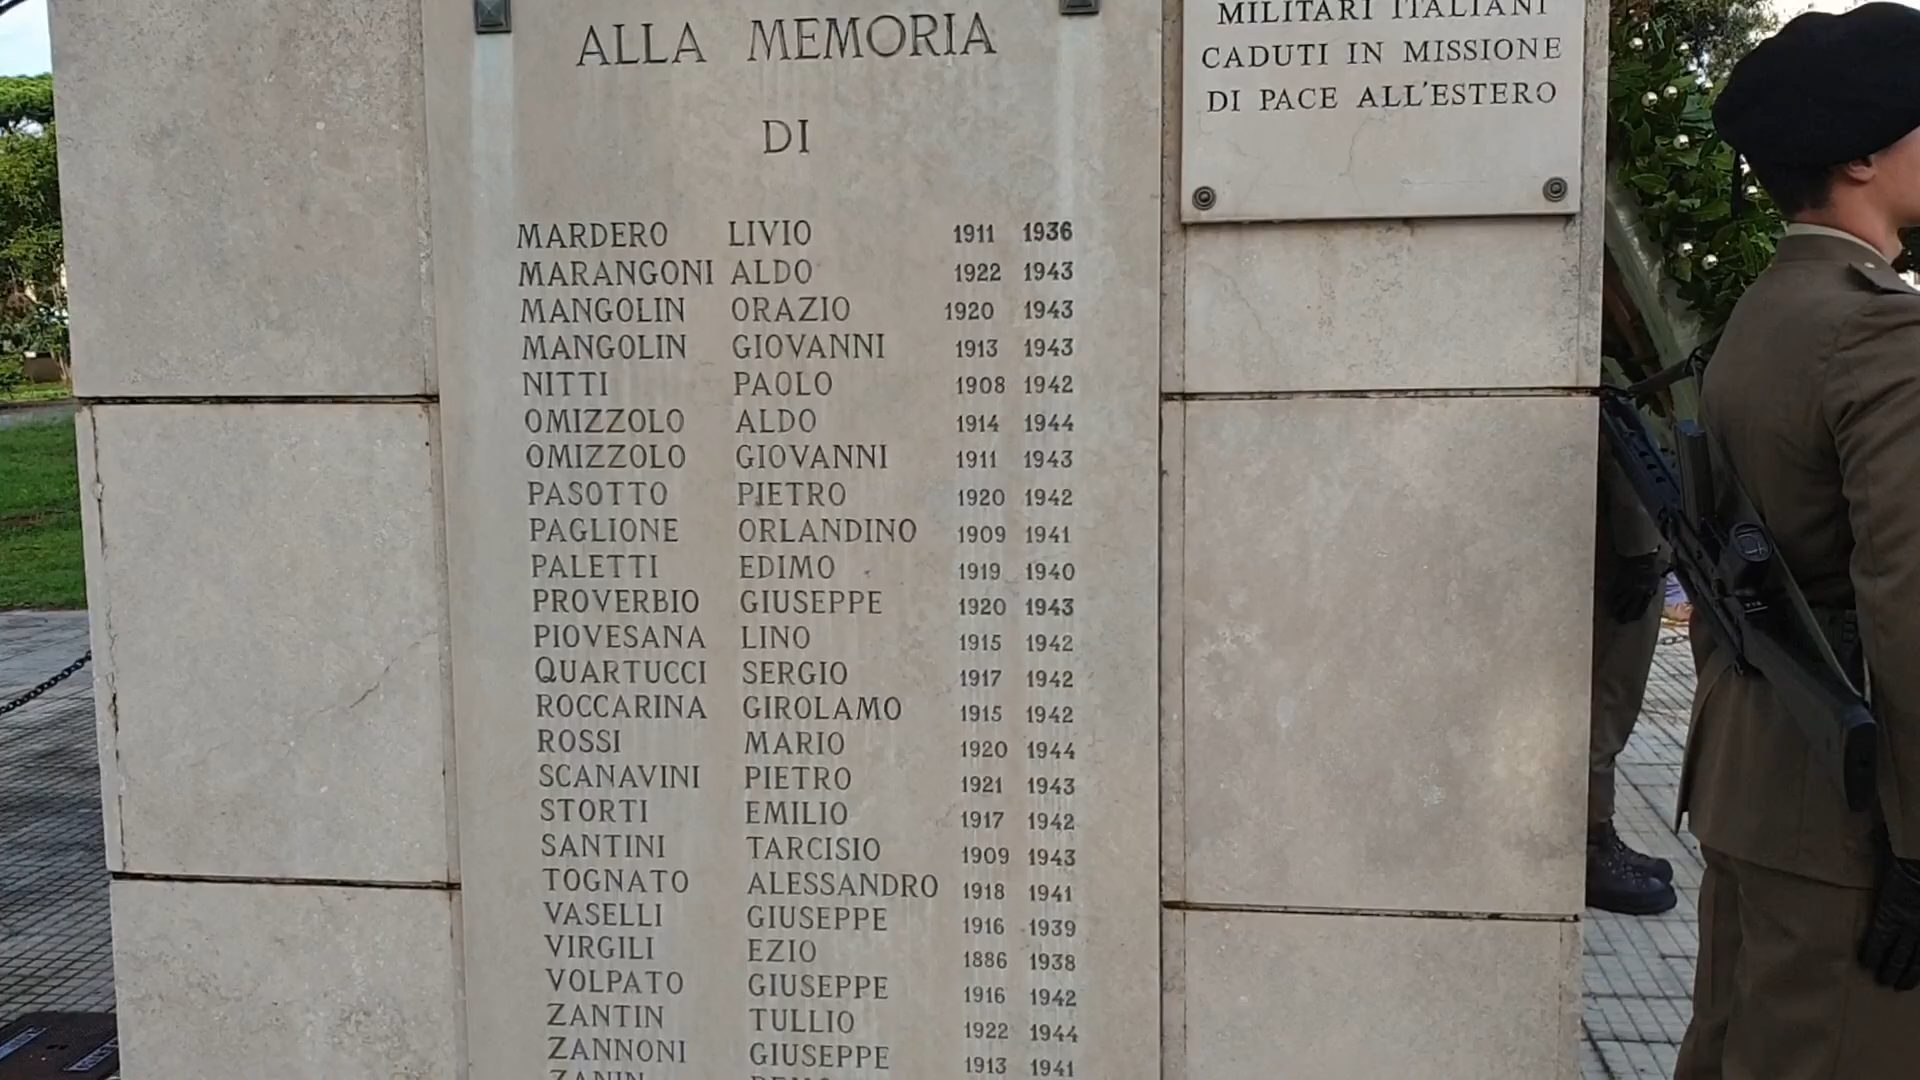 ALLA MEMORIA
DI
MARDERO LIVIO 1911 1936
MARANGONI ALDO 1922 1943
MANGOLIN ORAZIO 1920 1943
MANGOLIN GIOVANNI 1913 1943
NITTI PAOLO 1908 1942
OMIZZOLO ALDO 1914 1944
OMIZZOLO GIOVANNI 1911 1943
PASOTTO PIETRO 1920 1942
PAGLIONE ORLANDINO 1909 1941
PALETTI EDIMO 1919 1940
PROVERBIO GIUSEPPE 1920 1943
PIOVESANA LINO 1915 1942
QUARTUCCI SERGIO 1917 1942
ROCCARINA GIROLAMO 1915 1942
ROSSI MARIO 1920 1944
SCANAVINI PIETRO 1921 1943
STORTI EMILIO 1917 1942
SANTINI TARCISIO 1909 1943
TOGNATO ALESSANDRO 1918 1941
VASELLI GIUSEPPE 1916 1939
VIRGILI EZIO 1886 1938
VOLPATO GIUSEPPE 1916 1942
ZANTIN TULLIO 1922 1944
ZANNONI GIUSEPPE 1913 1941
ZANIN
MILITARI ITALIANI
CADUTI IN MISSIONE
DI PACE ALL'ESTERO